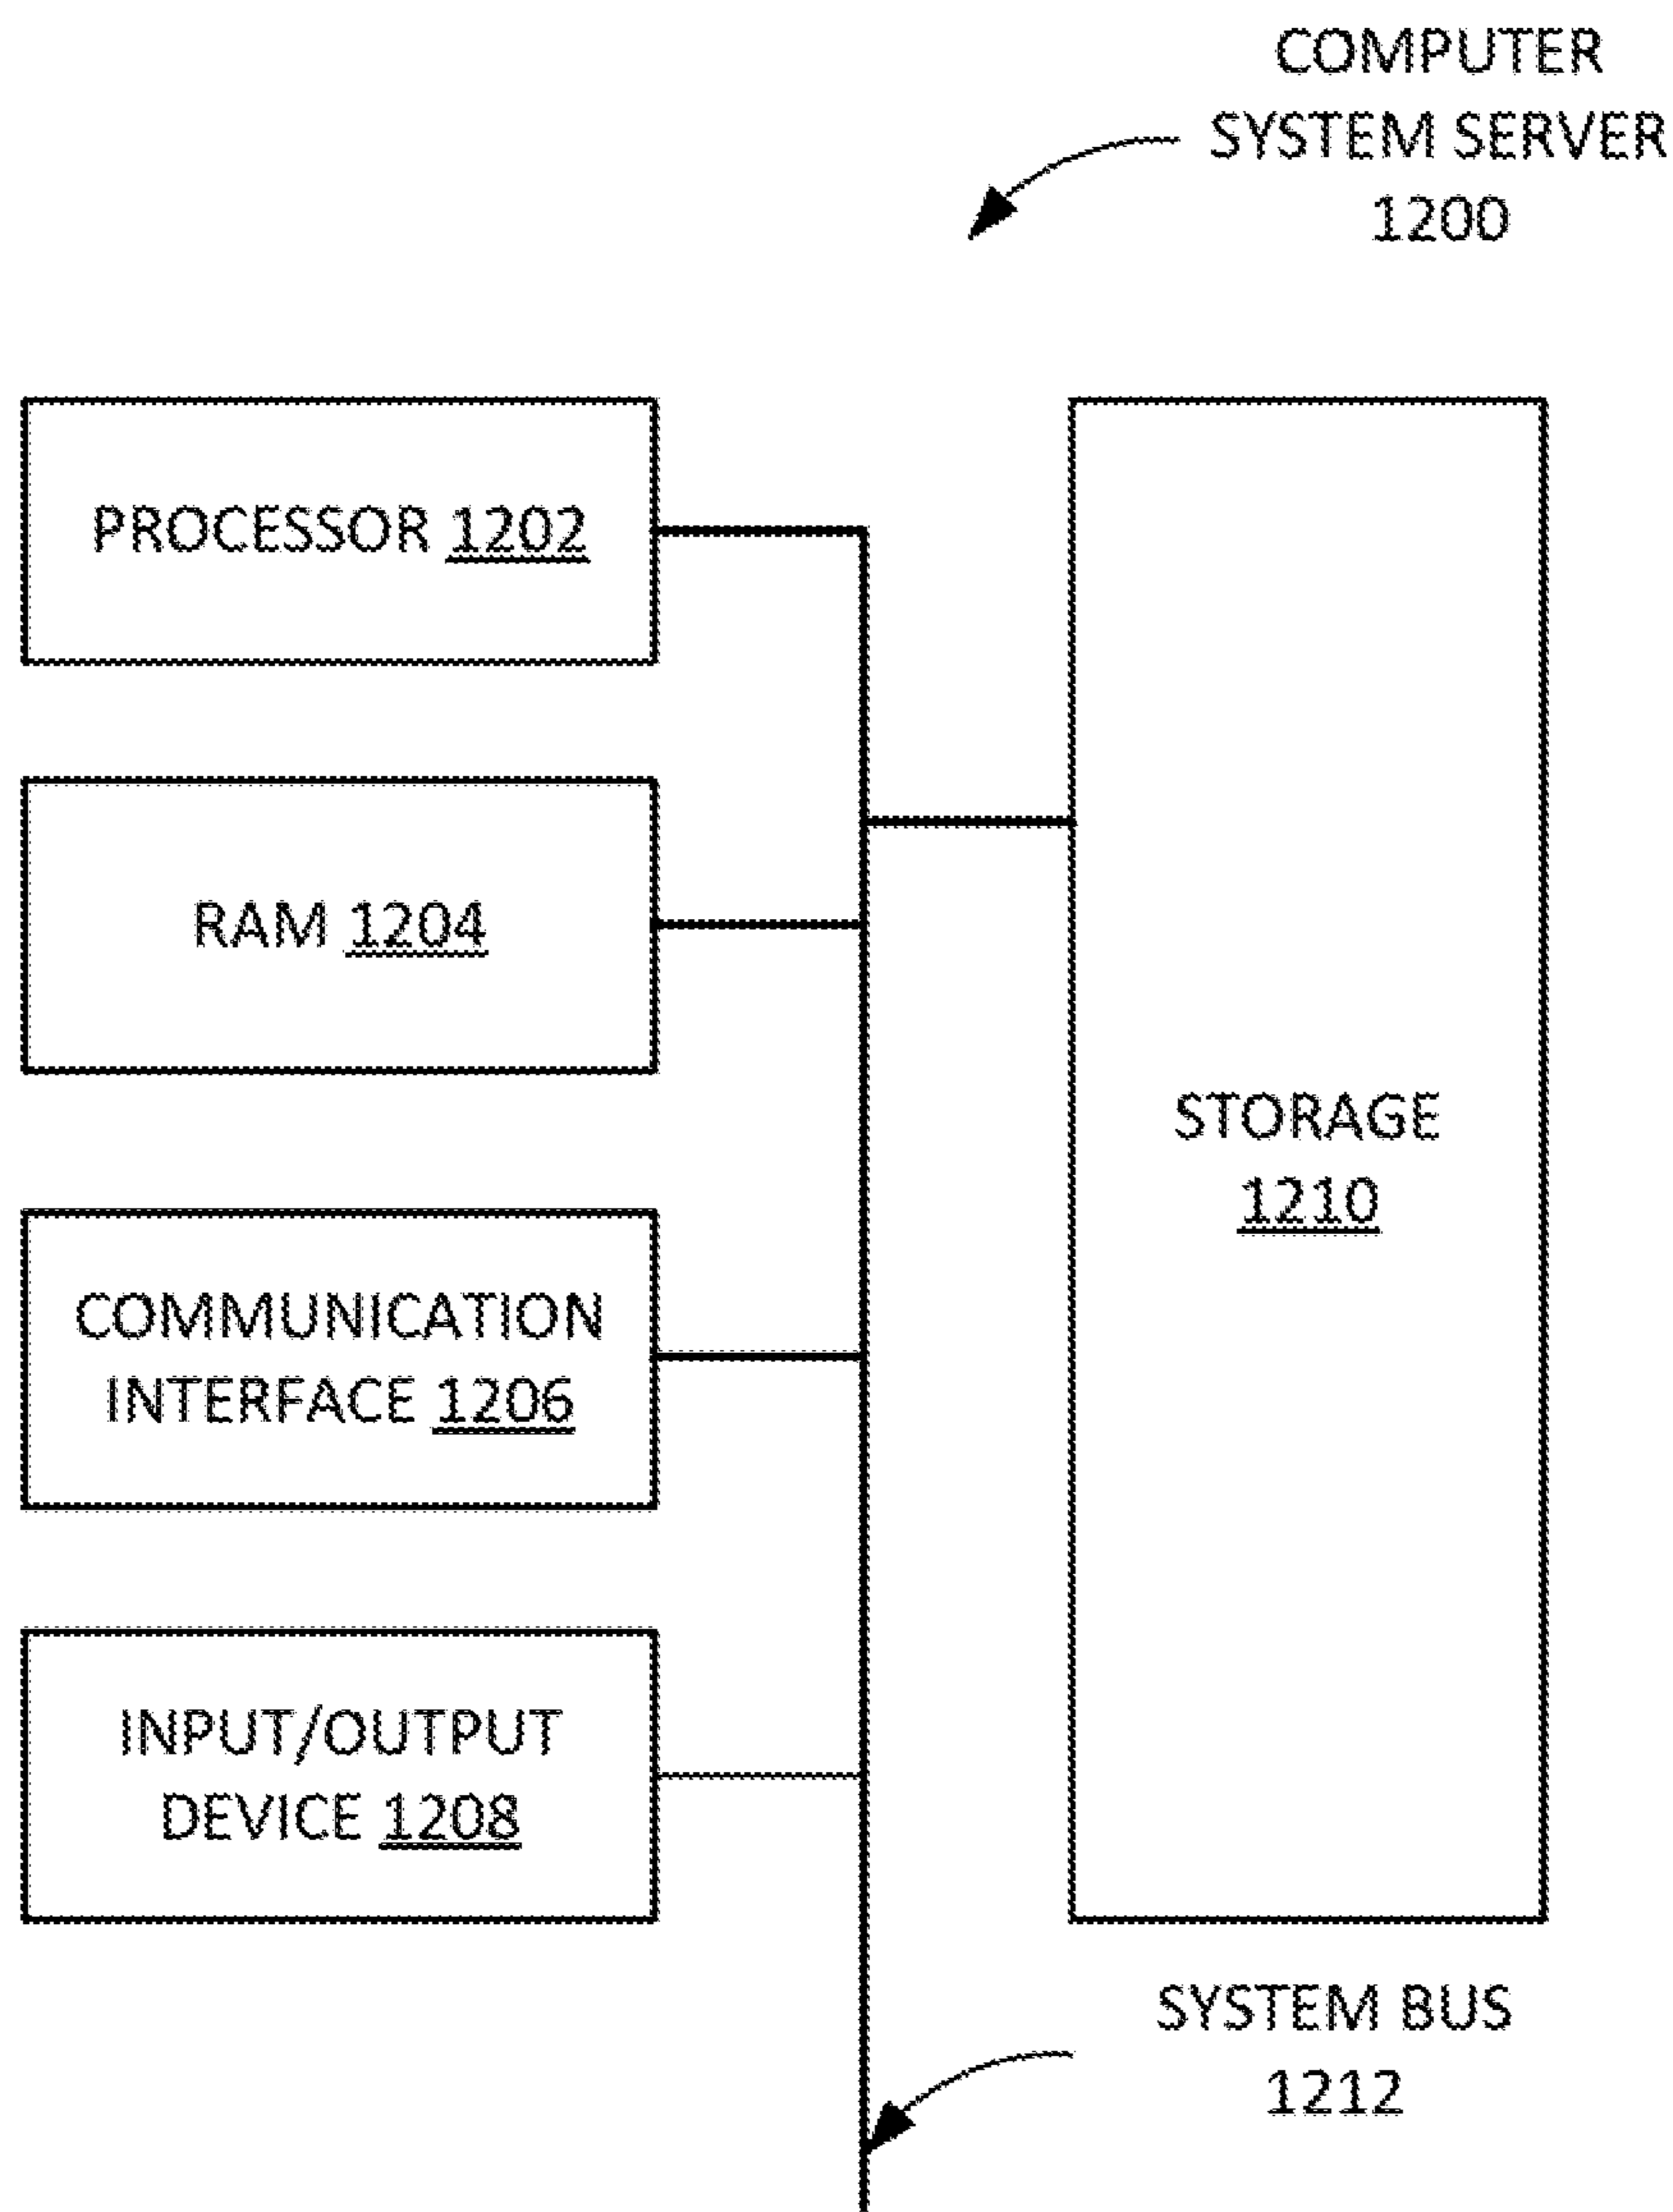 COMPUTER
SYSTEM SERVER
1200
PROCESSOR 1202
RAM 1204
COMMUNICATION
INTERFACE 1206
INPUT/OUTPUT
DEVICE 1208
STORAGE
1210
SYSTEM BUS
1212